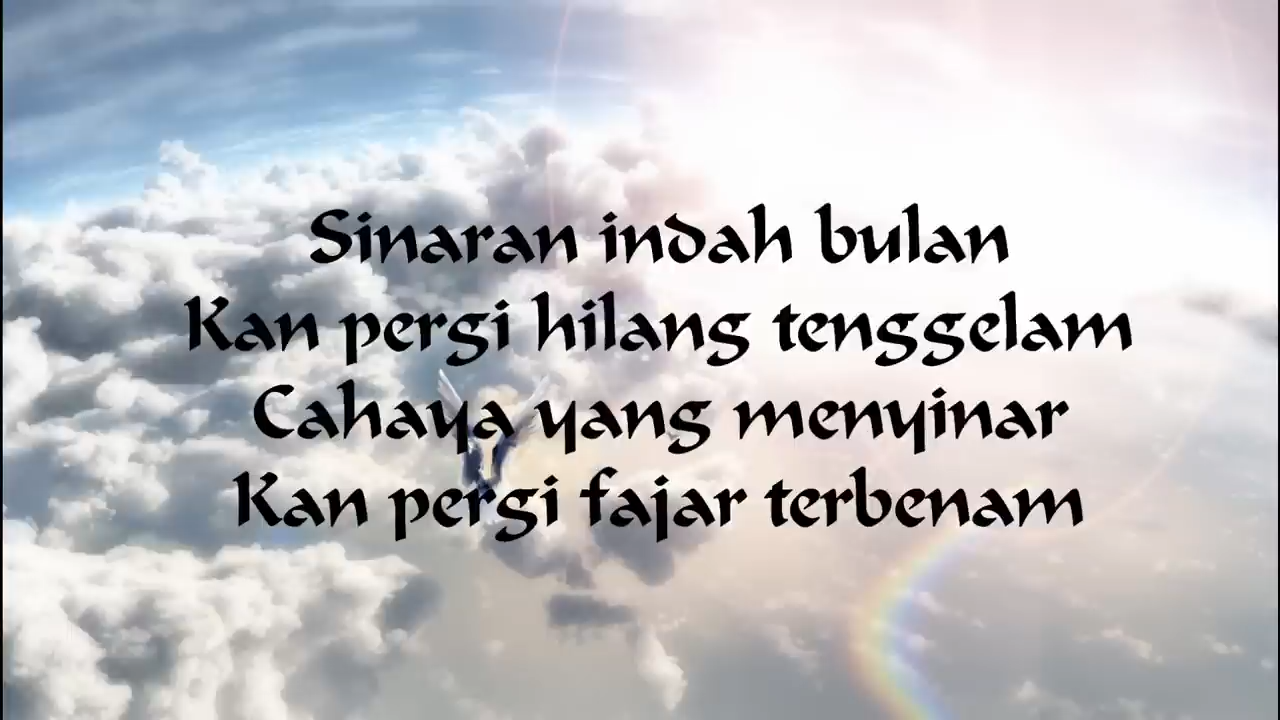 Sinaran indah bulan
Kan pergi hilang tenggelam
Cahaya yang menyinar
Kan pergi fajar terbenam